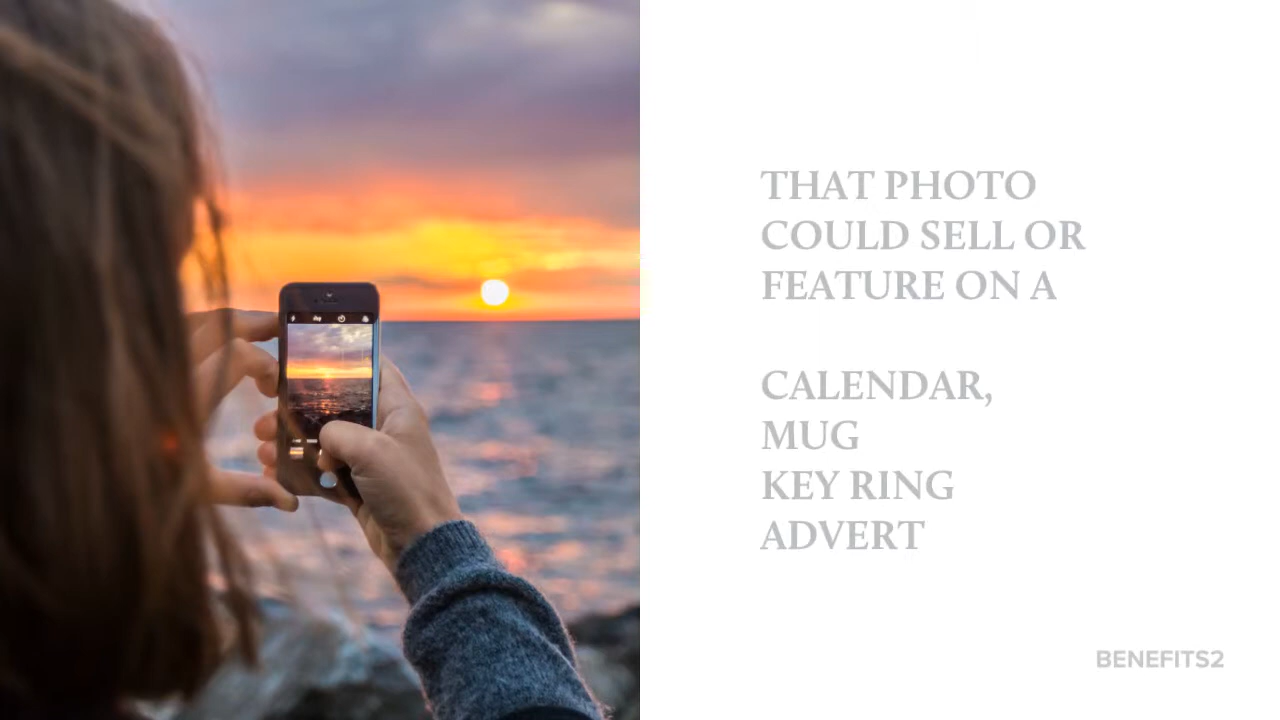 THAT PHOTO
COULD SELL OR
FEATURE ON A
CALENDAR,
MUG
KEY RING
ADVERT
BENEFITS2